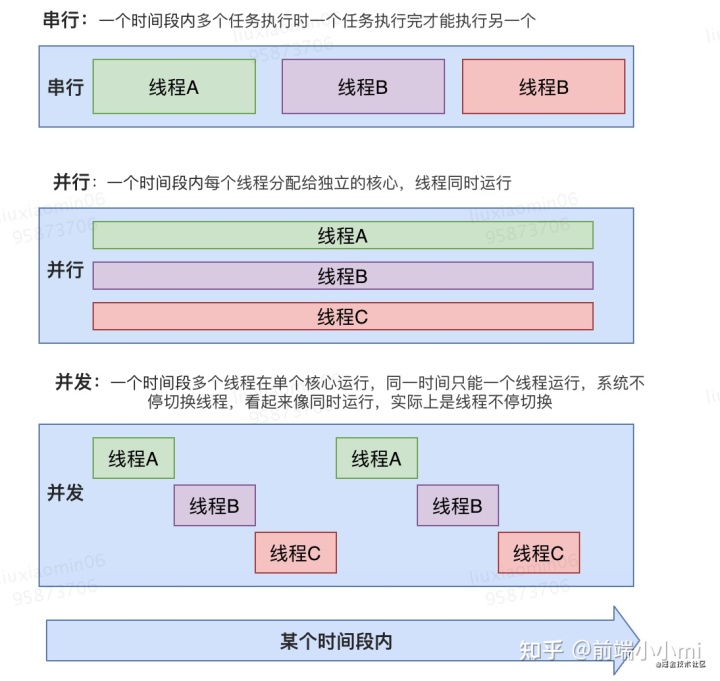 串行：一个时间段内多个任务执行时一个任务执行完才能执行另一个
串行
线程A
线程B
线程B
并行：一个时间段内每个线程分配给独立的核心，线程同时运行
并行
线程A
线程B
线程C
并发：一个时间段多个线程在单个核心运行，同一时间只能一个线程运行，系统不
停切换线程，看起来像同时运行，实际上是线程不停切换
并发
线程A
线程A
线程B
线程B
线程C
线程C
某个时间段内
知乎 @前端小小mi
@掘金技术社区
liuxiaomin06
95873706